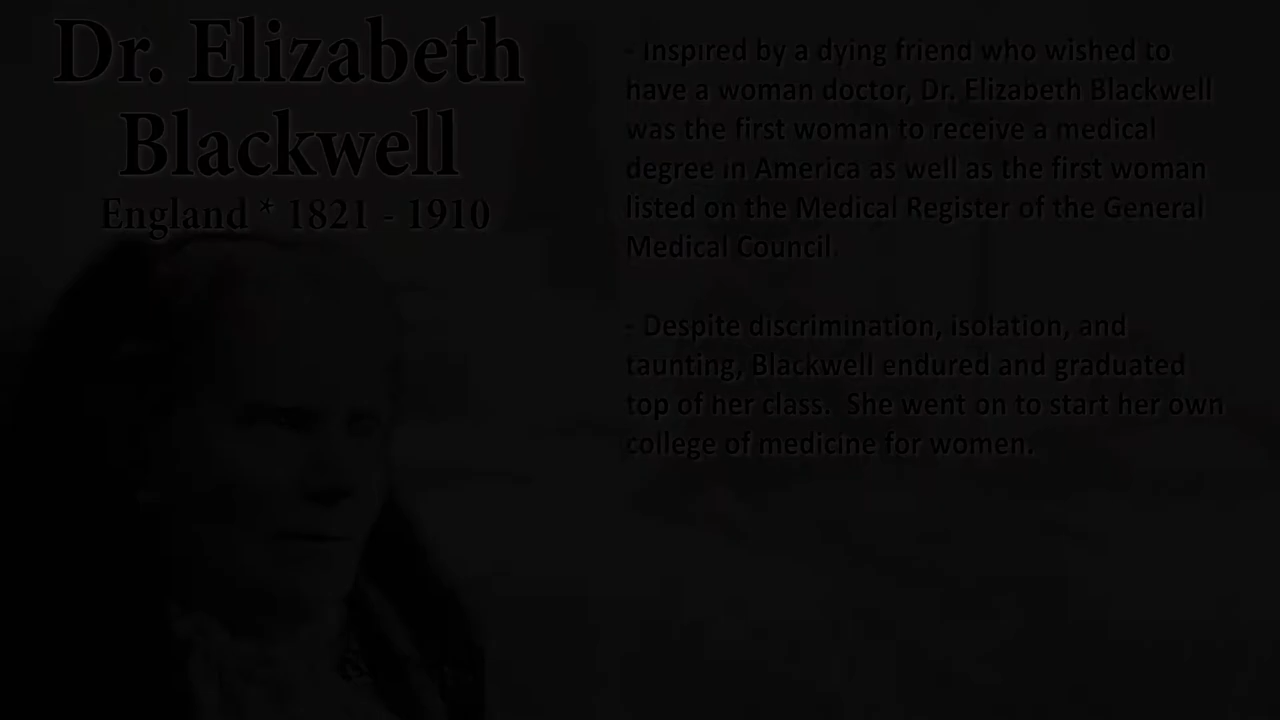 Dr. Elizabeth
Blackwell
England * 1821 - 1910
- Inspired by a dying friend who wished to
have a woman doctor, Dr. Elizabeth Blackwell
was the first woman to receive a medical
degree in America as well as the first woman
listed on the Medical Register of the General
Medical Council.
- Despite discrimination, isolation, and
taunting, Blackwell endured and graduated
top of her class.  She went on to start her own
college of medicine for women.